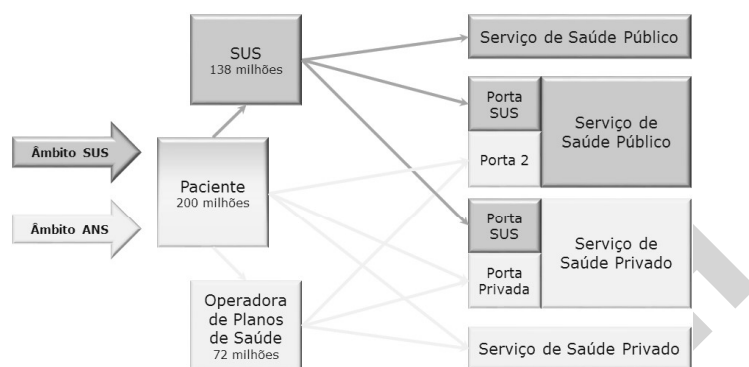 SUS
138 milhões
Serviço de Saúde Público
Porta
SUS
Porta 2
Serviço de
Saúde Público
Âmbito SUS
Âmbito ANS
Paciente
200 milhões
Porta
SUS
Porta
Privada
Serviço de
Saúde Privado
Operadora
de Planos
de Saúde
72 milhões
Serviço de Saúde Privado